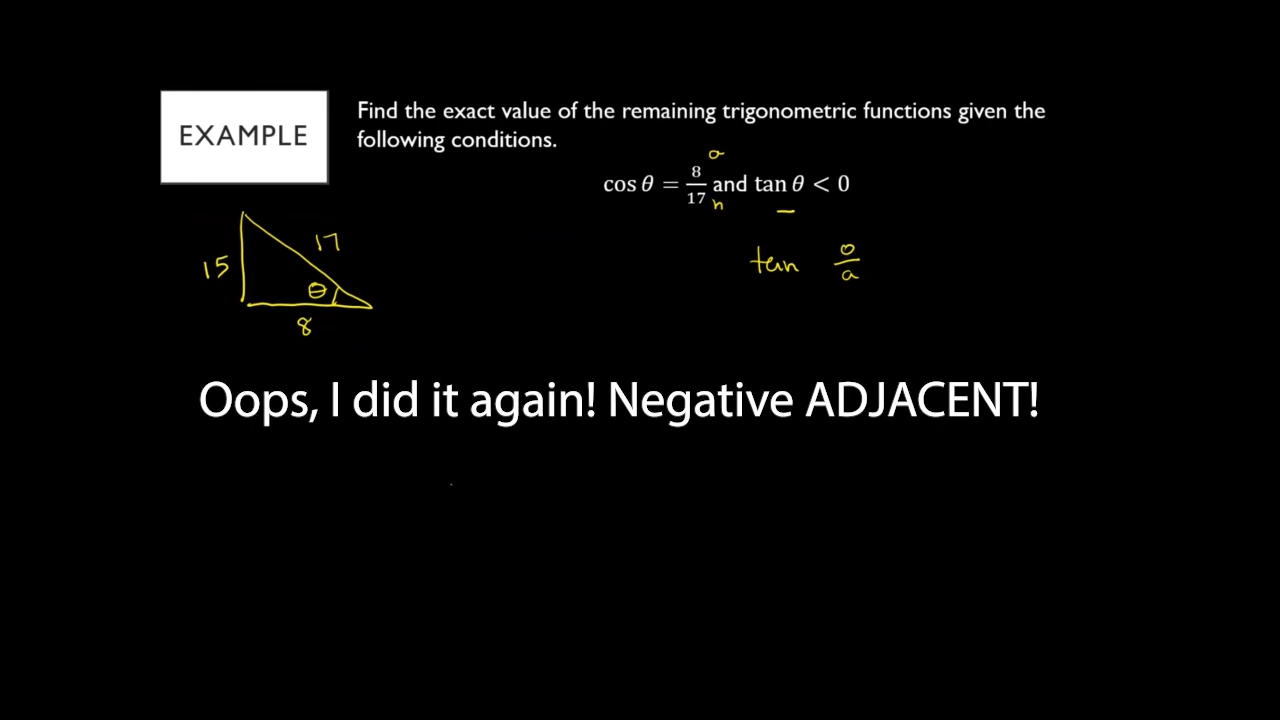 EXAMPLE
Find the exact value of the remaining trigonometric functions given the
following conditions.
a
cos θ = 8/17 and tan θ < 0
h
17
15
θ
8
tan o/a
Oops, I did it again! Negative ADJACENT!